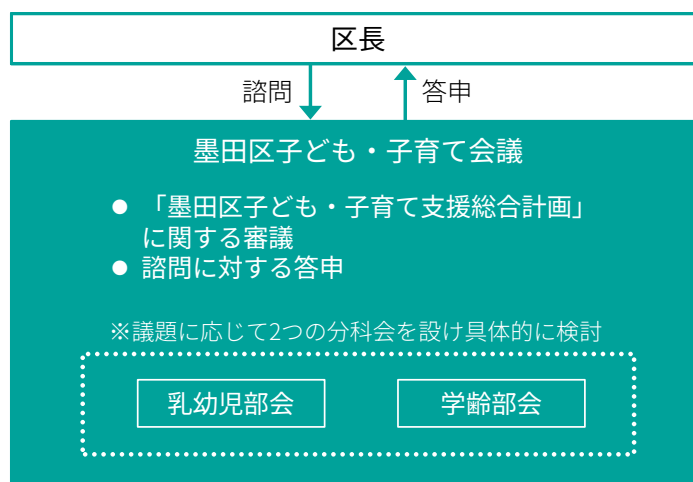 区長
諮問
答申
墨田区子ども・子育て会議
● 「墨田区子ども・子育て支援総合計画」
に関する審議
● 諮問に対する答申
※議題に応じて2つの分科会を設け具体的に検討
乳幼児部会
学齢部会